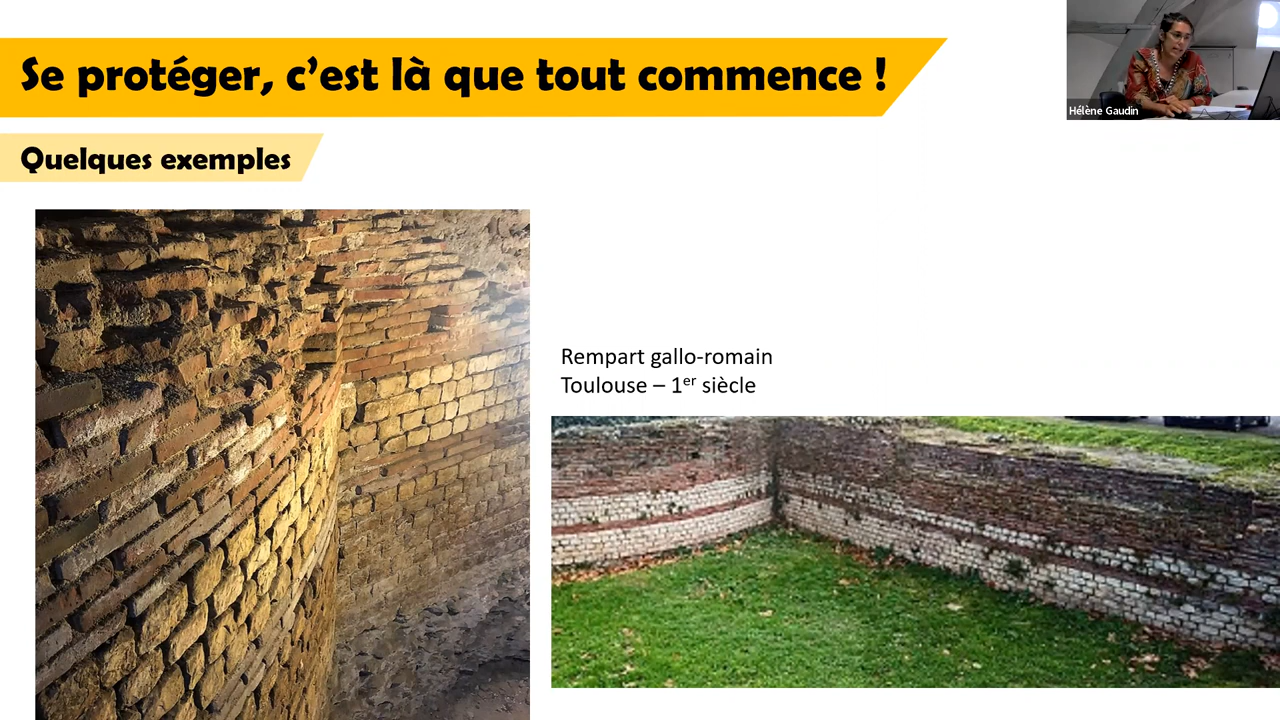 Se protéger, c’est là que tout commence !
Hélène Gaudin
Quelques exemples
Rempart gallo-romain
Toulouse – 1er siècle